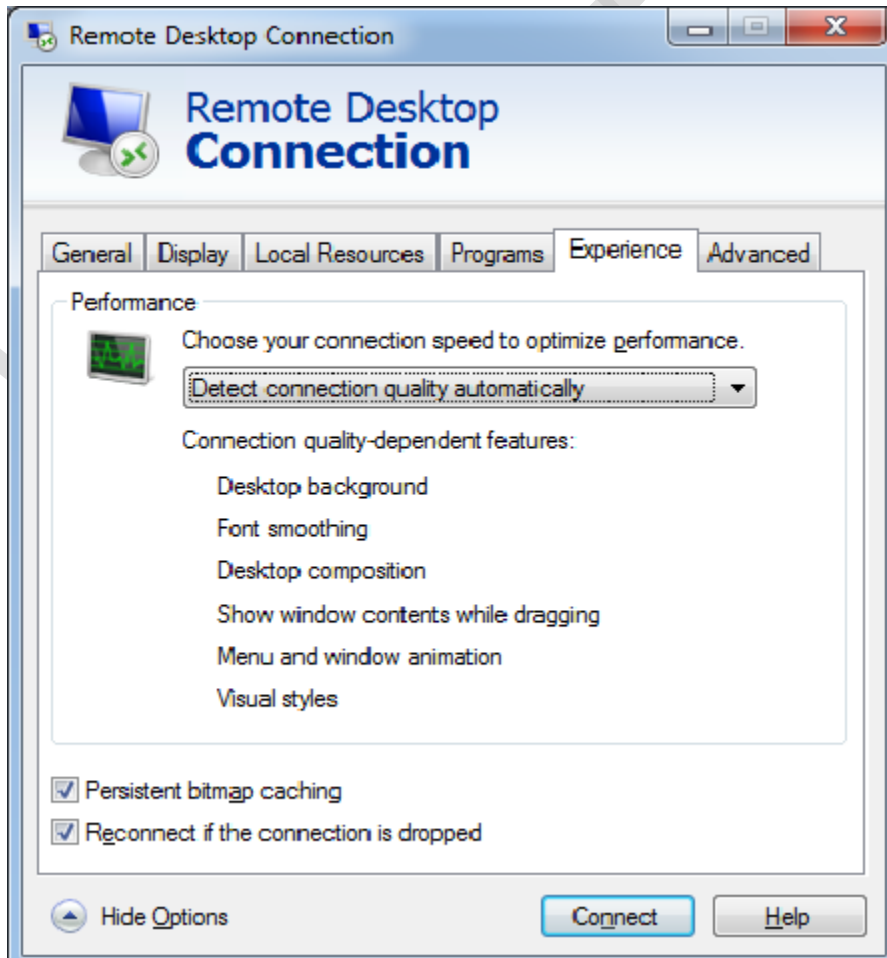 Remote Desktop Connection
Remote Desktop
Connection
General Display Local Resources Programs Experience Advanced
Performance
Choose your connection speed to optimize performance.
Detect connection quality automatically
Connection quality-dependent features:
Desktop background
Font smoothing
Desktop composition
Show window contents while dragging
Menu and window animation
Visual styles
Persistent bitmap caching
Reconnect if the connection is dropped
Hide Options Connect Help